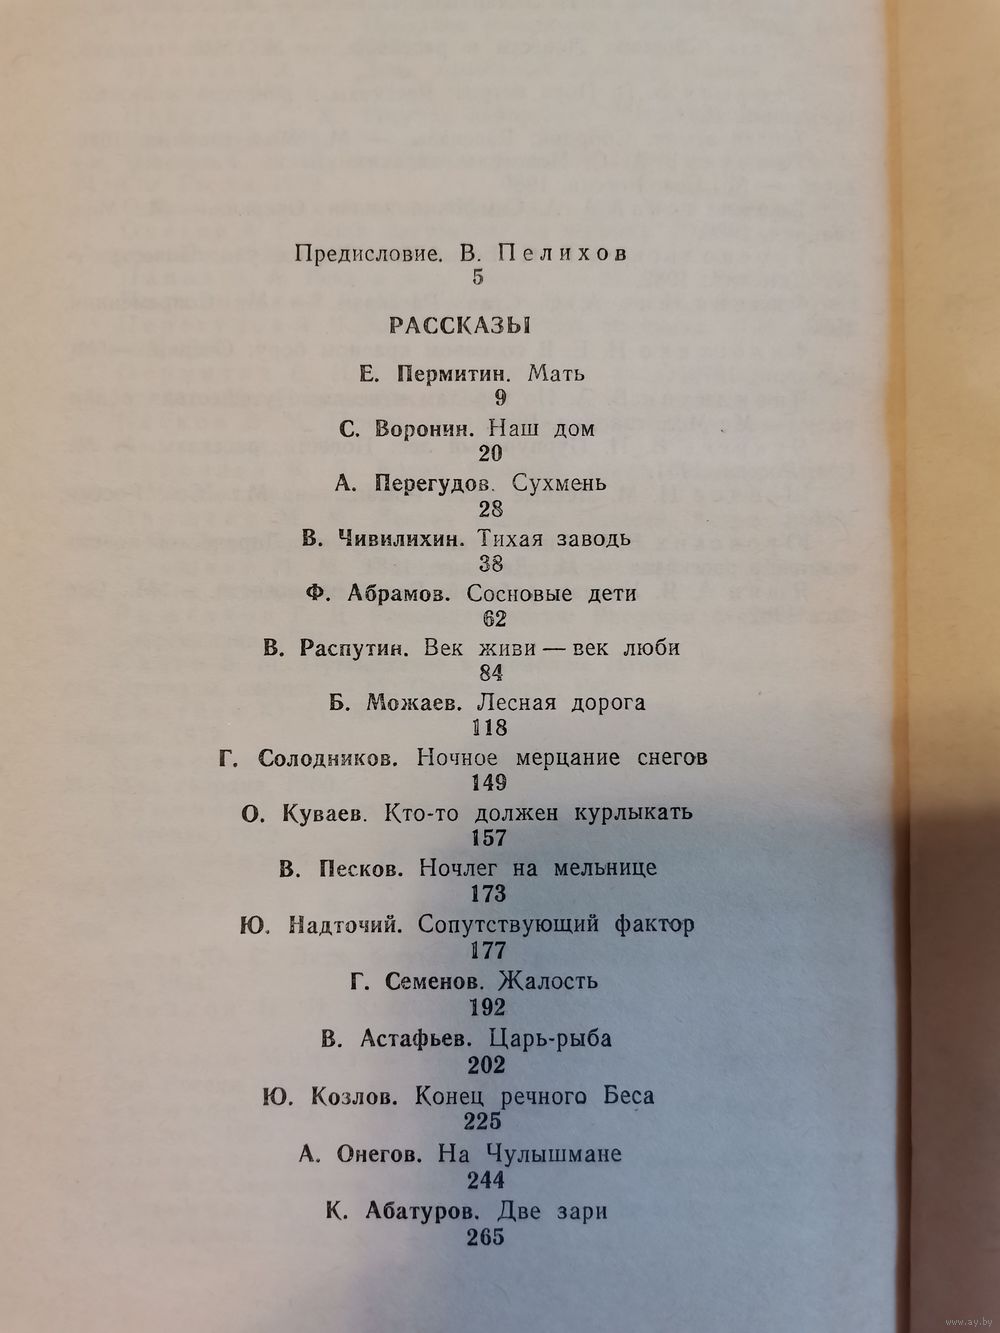 Предисловие. В. Пелихов
5
РАССКАЗЫ
Е. Пермитин. Мать
9
С. Воронин. Наш дом
20
А. Перегудов. Сухмень
28
В. Чивилихин. Тихая заводь
38
Ф. Абрамов. Сосновые дети
62
В. Распутин. Век живи — век люби
84
Б. Можаев. Лесная дорога
118
Г. Солодников. Ночное мерцание снегов
149
О. Куваев. Кто-то должен курлыкать
157
В. Песков. Ночлег на мельнице
173
Ю. Надточий. Сопутствующий фактор
177
Г. Семенов. Жалость
192
В. Астафьев. Царь-рыба
202
Ю. Козлов. Конец речного Беса
225
А. Онегов. На Чулышмане
244
К. Абатуров. Две зари
265
www.ay.by